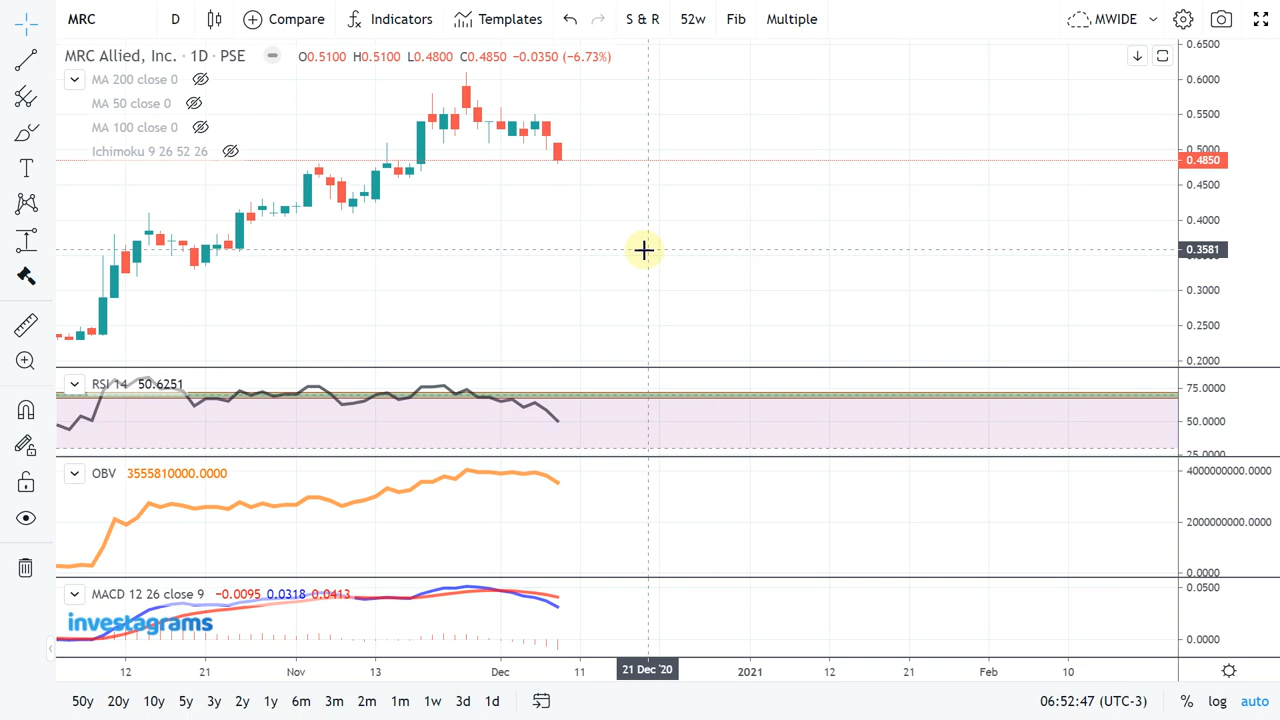 MRC D Compare Indicators Templates S & R 52w Fib Multiple MWIDE
MRC Allied, Inc. · 1D · PSE O0.5100 H0.5100 L0.4800 C0.4850 −0.0350 (−6.73%)
MA 200 close 0
MA 50 close 0
MA 100 close 0
Ichimoku 9 26 52 26
0.6500
0.6000
0.5500
0.5000
0.4850
0.4500
0.4000
0.3581
0.3500
0.3000
0.2500
0.2000
RSI 14 50.6251
75.0000
50.0000
25.0000
OBV 3555810000.0000
4000000000.0000
2000000000.0000
0.0000
MACD 12 26 close 9 −0.0095 0.0318 0.0413
0.0500
investagrams
0.0000
12 21 Nov 13 Dec 11 21 Dec '20 2021 12 21 Feb 10
50y 20y 10y 5y 3y 2y 1y 6m 3m 2m 1m 1w 3d 1d 06:52:47 (UTC-3) % log auto